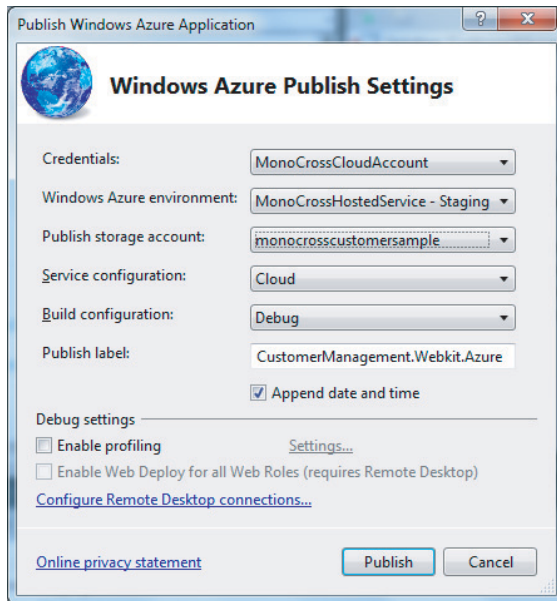 Publish Windows Azure Application
Windows Azure Publish Settings
Credentials: MonoCrossCloudAccount
Windows Azure environment: MonoCrossHostedService - Staging
Publish storage account: monocrosscustomersample
Service configuration: Cloud
Build configuration: Debug
Publish label: CustomerManagement.Webkit.Azure
Append date and time
Debug settings
Enable profiling Settings...
Enable Web Deploy for all Web Roles (requires Remote Desktop)
Configure Remote Desktop connections...
Online privacy statement Publish Cancel